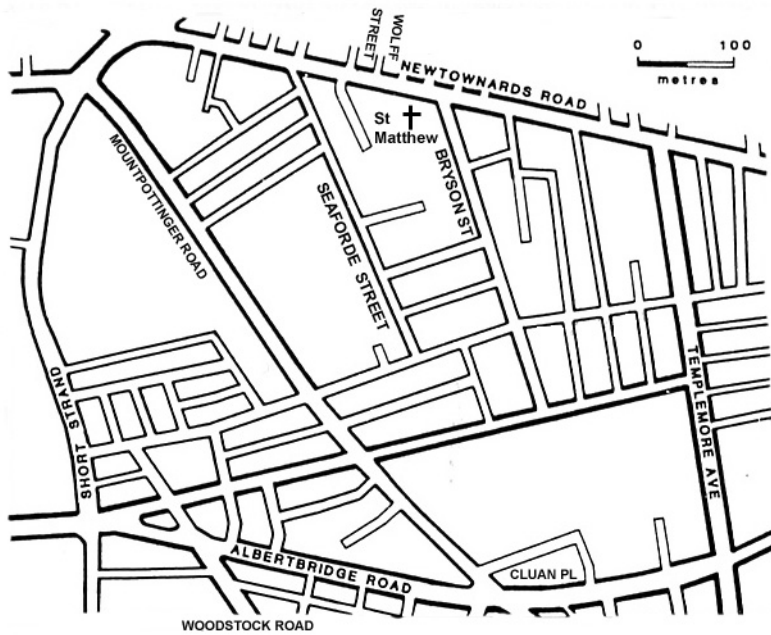 WOLFF
STREET
NEWTOWNARDS ROAD
0 100
metres
St
Matthew
BRYSON ST
MOUNTPOTTINGER ROAD
SEAFORDE STREET
SHORT STRAND
TEMPLEMORE AVE
ALBERTBRIDGE ROAD
CLUAN PL
WOODSTOCK ROAD